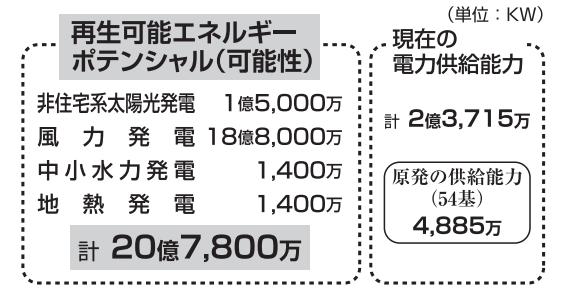 （単位：KW）
再生可能エネルギー
ポテンシャル（可能性）
非住宅系太陽光発電 1億5,000万
風力発電 18億8,000万
中小水力発電 1,400万
地熱発電 1,400万
計 20億7,800万
現在の
電力供給能力
計 2億3,715万
原発の供給能力
（54基）
4,885万